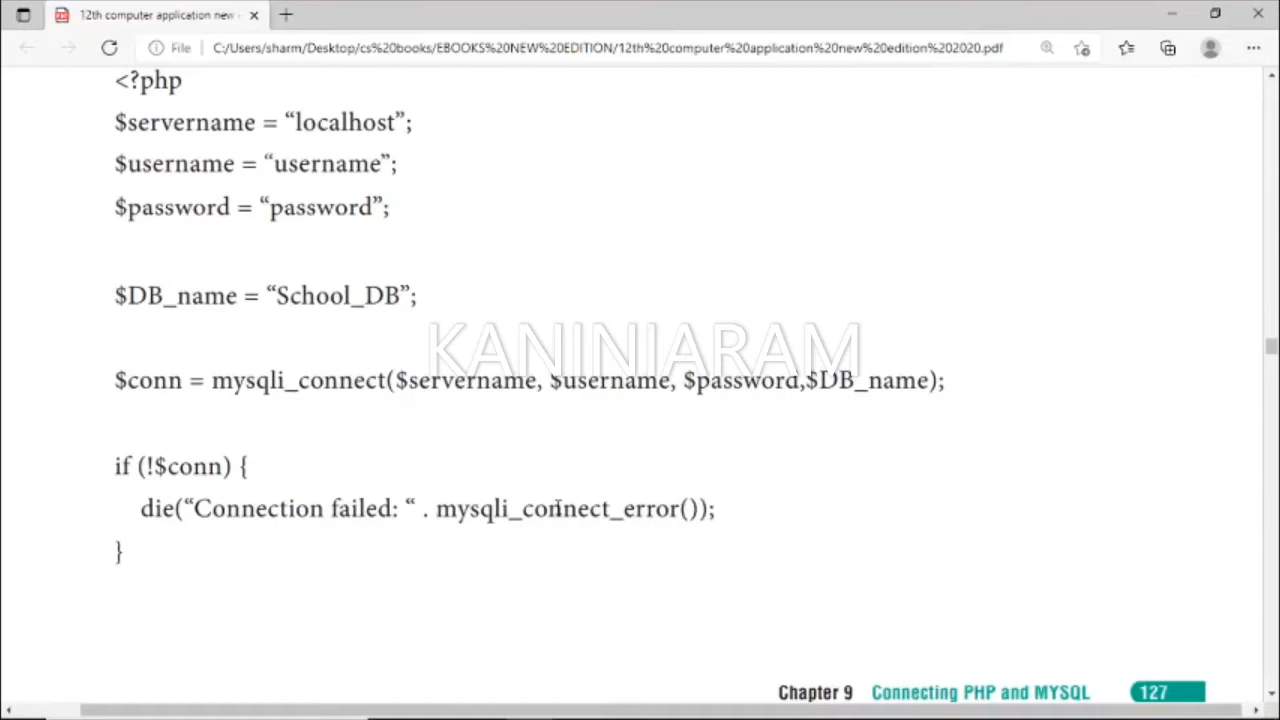 12th computer application new
File
C:/Users/sharm/Desktop/cs%20books/EBOOKS%20NEW%20EDITION/12th%20computer%20application%20new%20edition%202020.pdf
<?php
$servername = “localhost”;
$username = “username”;
$password = “password”;
$DB_name = “School_DB”;
KANINIARAM
$conn = mysqli_connect($servername, $username, $password,$DB_name);
if (!$conn) {
die(“Connection failed: “ . mysqli_connect_error());
}
Chapter 9 Connecting PHP and MYSQL 127